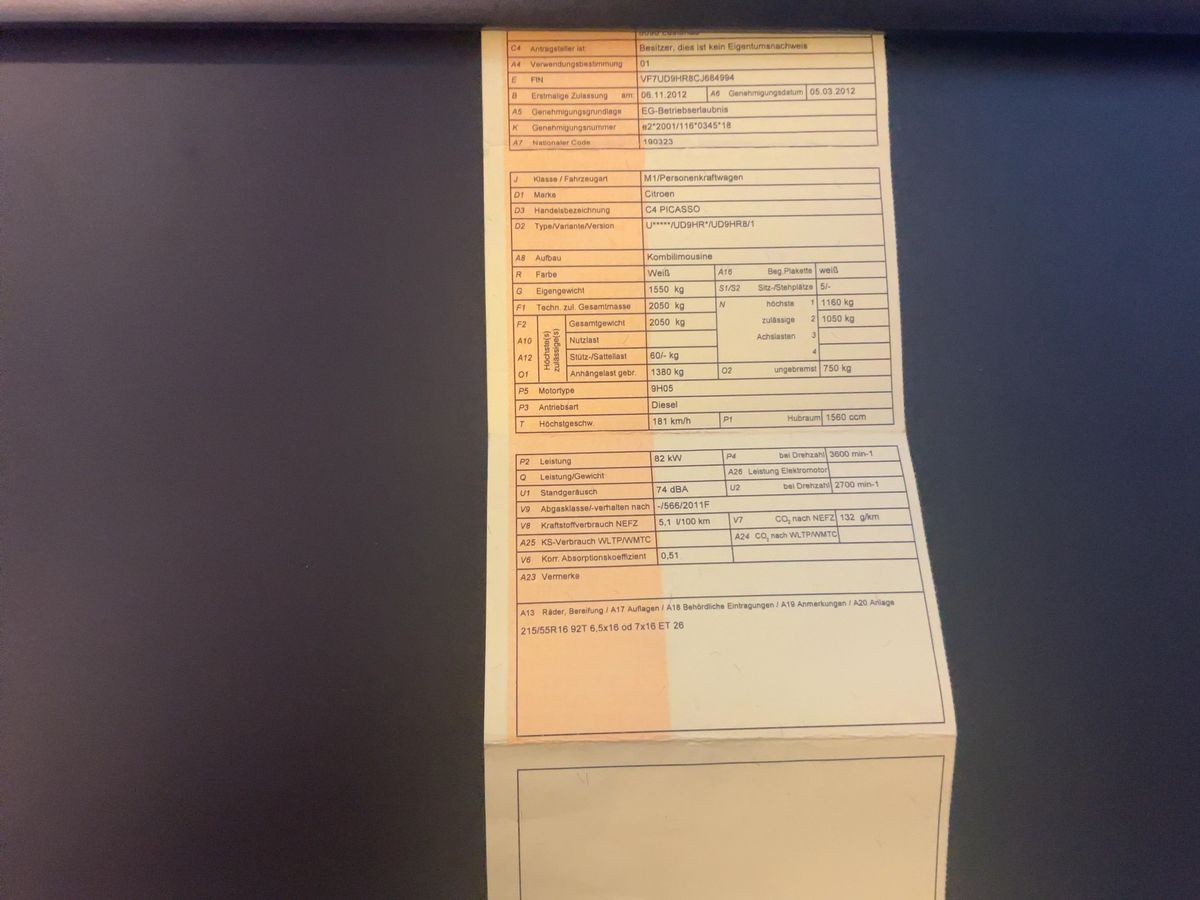 C4 Antragsteller ist Besitzer, dies ist kein Eigentumsnachweis
A4 Verwendungsbestimmung 01
E FIN VF7UD9HR8CJ684994
B Erstmalige Zulassung am: 06.11.2012 A6 Genehmigungsdatum 05.03.2012
A5 Genehmigungsgrundlage EG-Betriebserlaubnis
K Genehmigungsnummer e2*2001/116*0345*18
A7 Nationaler Code 190323
J Klasse / Fahrzeugart M1/Personenkraftwagen
D1 Marke Citroen
D3 Handelsbezeichnung C4 PICASSO
D2 Type/Variante/Version U*****/UD9HR*/UD9HR8/1
A8 Aufbau Kombilimousine
R Farbe Weiß A16 Beg.Plakette weiß
G Eigengewicht 1550 kg S1/S2 Sitz-/Stehplätze 5/-
F1 Techn. zul. Gesamtmasse 2050 kg N höchste 1 1160 kg
F2 Höchste(s) zulässige(s) Gesamtgewicht 2050 kg zulässige 2 1050 kg
A10 Nutzlast Achslasten 3
A12 Stütz-/Sattellast 60/- kg 4
O1 Anhängelast gebr. 1380 kg O2 ungebremst 750 kg
P5 Motortype 9H05
P3 Antriebsart Diesel
T Höchstgeschw. 181 km/h P1 Hubraum 1560 ccm
P2 Leistung 82 kW P4 bei Drehzahl 3600 min-1
Q Leistung/Gewicht A26 Leistung Elektromotor
U1 Standgeräusch 74 dBA U2 bei Drehzahl 2700 min-1
V9 Abgasklasse/-verhalten nach -/566/2011F
V8 Kraftstoffverbrauch NEFZ 5,1 l/100 km V7 CO2 nach NEFZ 132 g/km
A25 KS-Verbrauch WLTP/WMTC A24 CO2 nach WLTP/WMTC
V6 Korr. Absorptionskoeffizient 0,51
A23 Vermerke
A13 Räder, Bereifung / A17 Auflagen / A18 Behördliche Eintragungen / A19 Anmerkungen / A20 Anlage
215/55R16 92T 6,5x16 od 7x16 ET 26